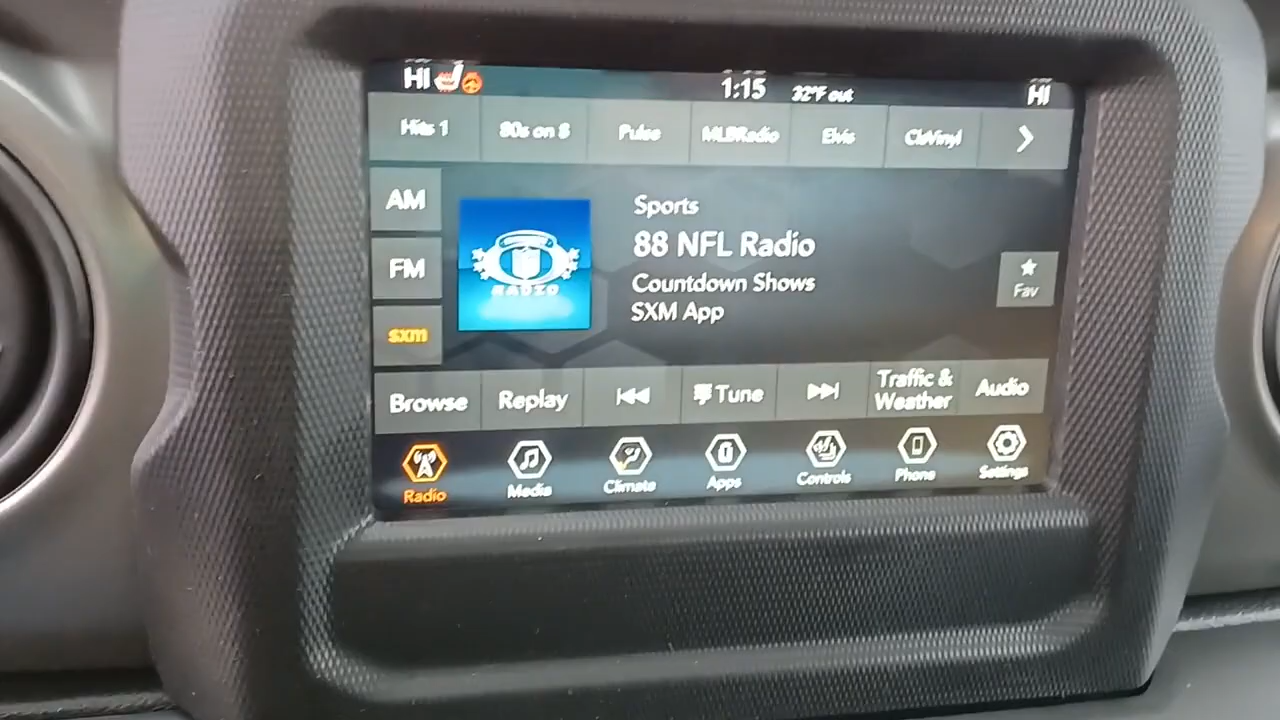 HI 1:15 32°F out HI
Hits 1 80s on 8 Pulse MLBRadio Elvis ClsVinyl
AM
FM
sxm
RADIO
Sports
88 NFL Radio
Countdown Shows
SXM App
Fav
Browse Replay Tune Traffic & Weather Audio
Radio Media Climate Apps Controls Phone Settings